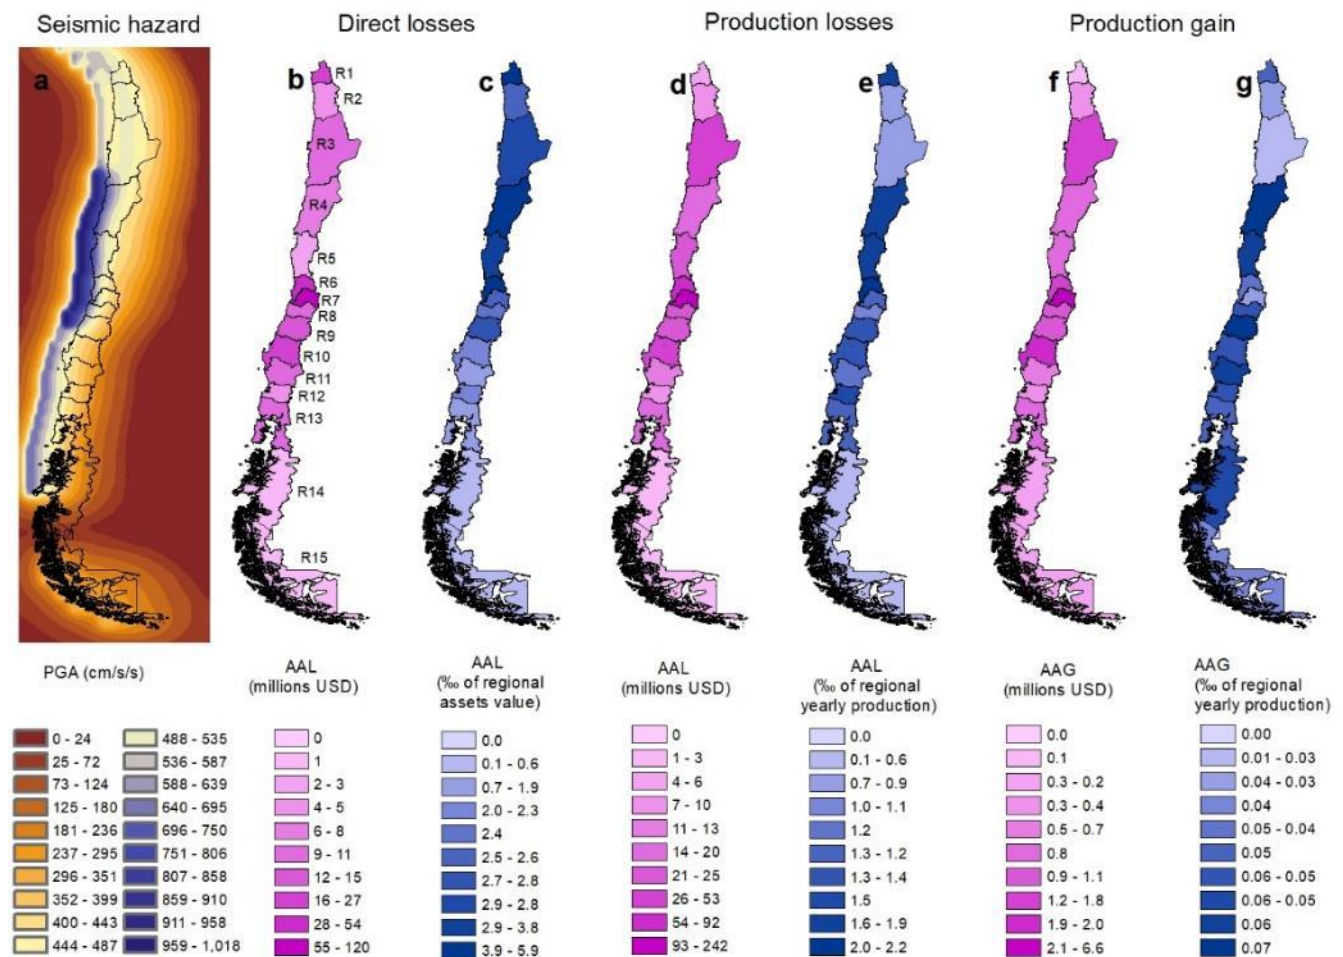 Seismic hazard
Direct losses
Production losses
Production gain
a
b
c
d
e
f
g
R1
R2
R3
R4
R5
R6
R7
R8
R9
R10
R11
R12
R13
R14
R15
PGA (cm/s/s)
0 - 24
25 - 72
73 - 124
125 - 180
181 - 236
237 - 295
296 - 351
352 - 399
400 - 443
444 - 487
488 - 535
536 - 587
588 - 639
640 - 695
696 - 750
751 - 806
807 - 858
859 - 910
911 - 958
959 - 1,018
AAL
(millions USD)
0
1
2 - 3
4 - 5
6 - 8
9 - 11
12 - 15
16 - 27
28 - 54
55 - 120
AAL
(‰ of regional
assets value)
0.0
0.1 - 0.6
0.7 - 1.9
2.0 - 2.3
2.4
2.5 - 2.6
2.7 - 2.8
2.9 - 2.8
2.9 - 3.8
3.9 - 5.9
AAL
(millions USD)
0
1 - 3
4 - 6
7 - 10
11 - 13
14 - 20
21 - 25
26 - 53
54 - 92
93 - 242
AAL
(‰ of regional
yearly production)
0.0
0.1 - 0.6
0.7 - 0.9
1.0 - 1.1
1.2
1.3 - 1.2
1.3 - 1.4
1.5
1.6 - 1.9
2.0 - 2.2
AAG
(millions USD)
0.0
0.1
0.3 - 0.2
0.3 - 0.4
0.5 - 0.7
0.8
0.9 - 1.1
1.2 - 1.8
1.9 - 2.0
2.1 - 6.6
AAG
(‰ of regional
yearly production)
0.00
0.01 - 0.03
0.04 - 0.03
0.04
0.05 - 0.04
0.05
0.06 - 0.05
0.06 - 0.05
0.06
0.07